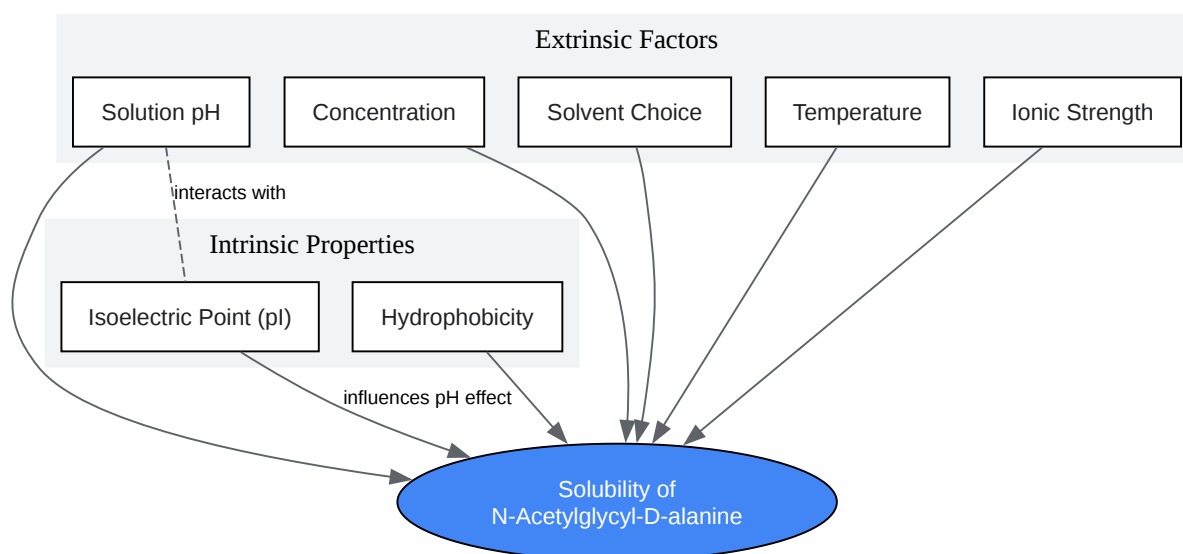 Extrinsic Factors
Solution pH
Concentration
Solvent Choice
Temperature
Ionic Strength
interacts with
Intrinsic Properties
Isoelectric Point (pI)
Hydrophobicity
influences pH effect
Solubility of
N-Acetylglycyl-D-alanine